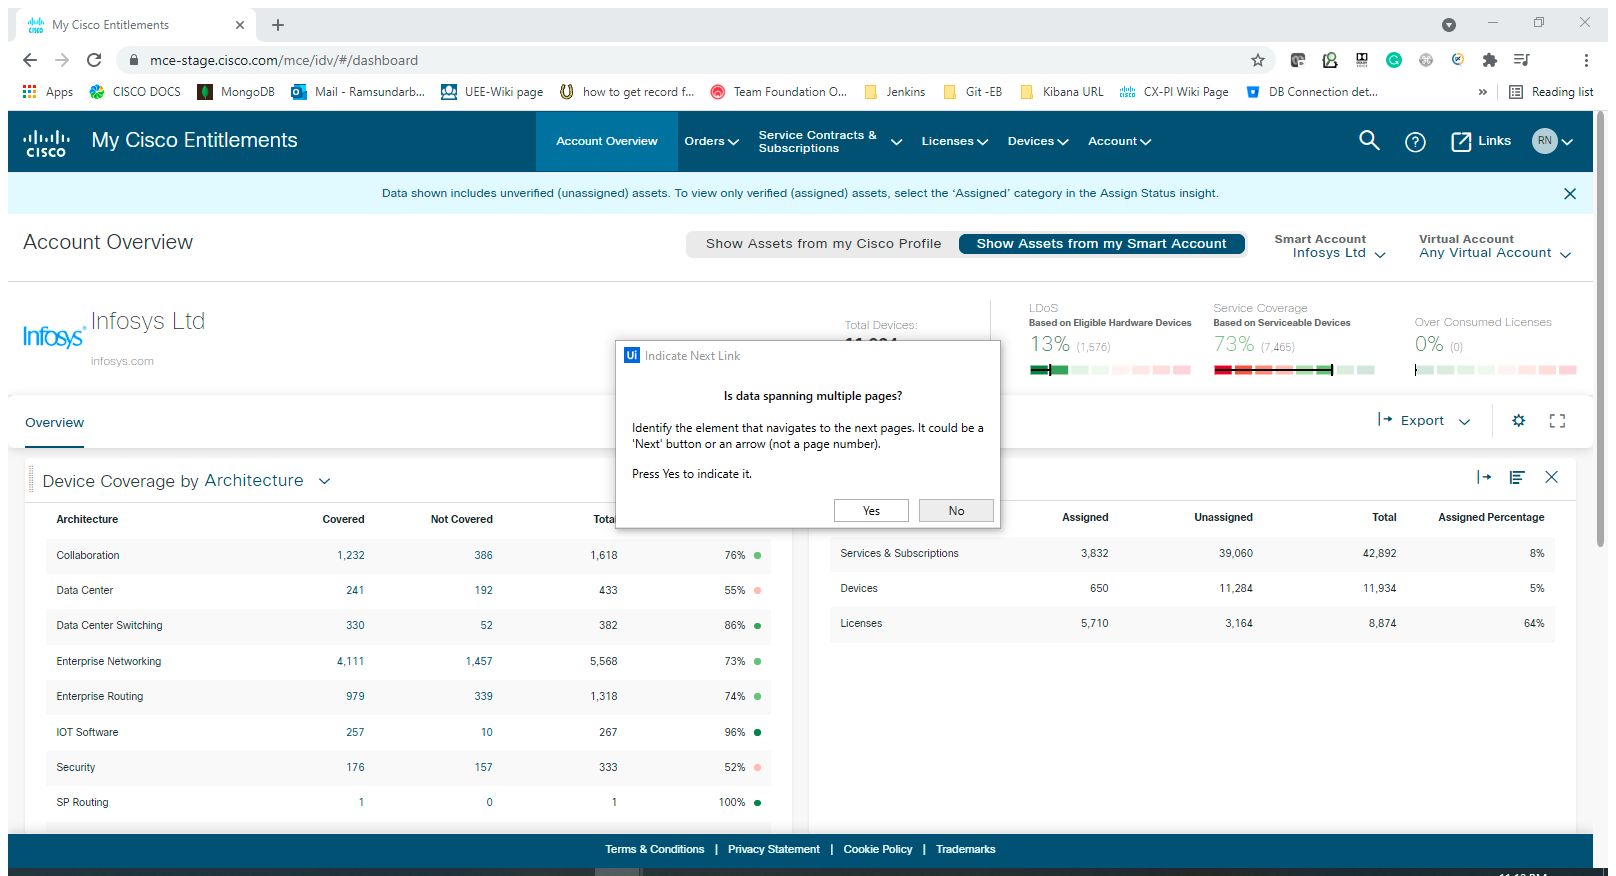 My Cisco Entitlements
mce-stage.cisco.com/mce/idv/#/dashboard
Apps CISCO DOCS MongoDB Mail - Ramsundarb... UEE-Wiki page how to get record f... Team Foundation O... Jenkins Git -EB Kibana URL CX-PI Wiki Page DB Connection det... » Reading list
CISCO My Cisco Entitlements Account Overview Orders Service Contracts & Subscriptions Licenses Devices Account Links RN
Data shown includes unverified (unassigned) assets. To view only verified (assigned) assets, select the ‘Assigned’ category in the Assign Status insight.
Account Overview
Show Assets from my Cisco Profile Show Assets from my Smart Account
Smart Account
Infosys Ltd
Virtual Account
Any Virtual Account
Infosys Infosys Ltd
infosys.com
Total Devices:
LDoS
Based on Eligible Hardware Devices
13% (1,576)
Service Coverage
Based on Serviceable Devices
73% (7,465)
Over Consumed Licenses
0% (0)
Ui Indicate Next Link
Is data spanning multiple pages?
Identify the element that navigates to the next pages. It could be a
'Next' button or an arrow (not a page number).
Press Yes to indicate it.
Yes No
Overview
Export
Device Coverage by Architecture
Architecture Covered Not Covered
Collaboration 1,232 386 1,618 76%
Data Center 241 192 433 55%
Data Center Switching 330 52 382 86%
Enterprise Networking 4,111 1,457 5,568 73%
Enterprise Routing 979 339 1,318 74%
IOT Software 257 10 267 96%
Security 176 157 333 52%
SP Routing 1 0 1 100%
Assigned Unassigned Total Assigned Percentage
Services & Subscriptions 3,832 39,060 42,892 8%
Devices 650 11,284 11,934 5%
Licenses 5,710 3,164 8,874 64%
Terms & Conditions | Privacy Statement | Cookie Policy | Trademarks